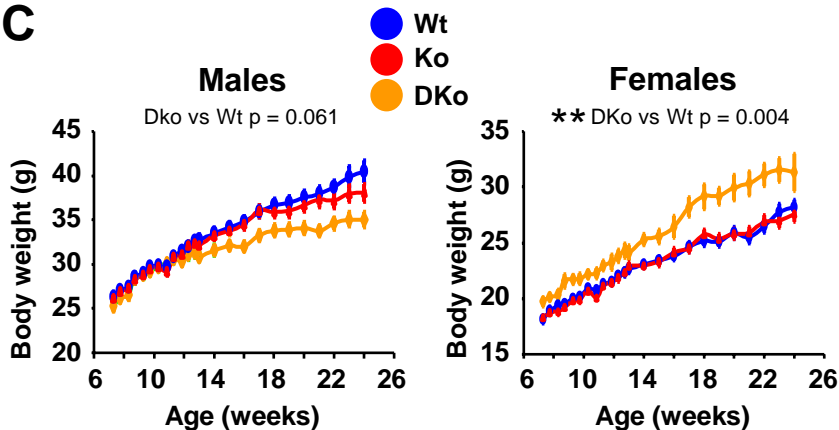 C
Wt
Ko
DKo
Males
Dko vs Wt p = 0.061
Body weight (g)
45
40
35
30
25
20
6 10 14 18 22 26
Age (weeks)
Females
** DKo vs Wt p = 0.004
Body weight (g)
35
30
25
20
15
6 10 14 18 22 26
Age (weeks)